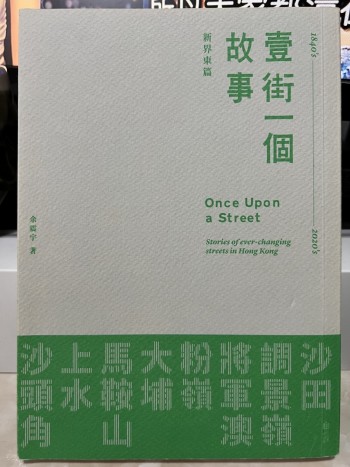 壹街一個
故事
新界東篇
1840's
2020's
Once Upon
a Street
Stories of ever-changing
streets in Hong Kong
余震宇 著
沙田
調景嶺
將軍澳
粉嶺
大埔
馬鞍山
上水
沙頭角